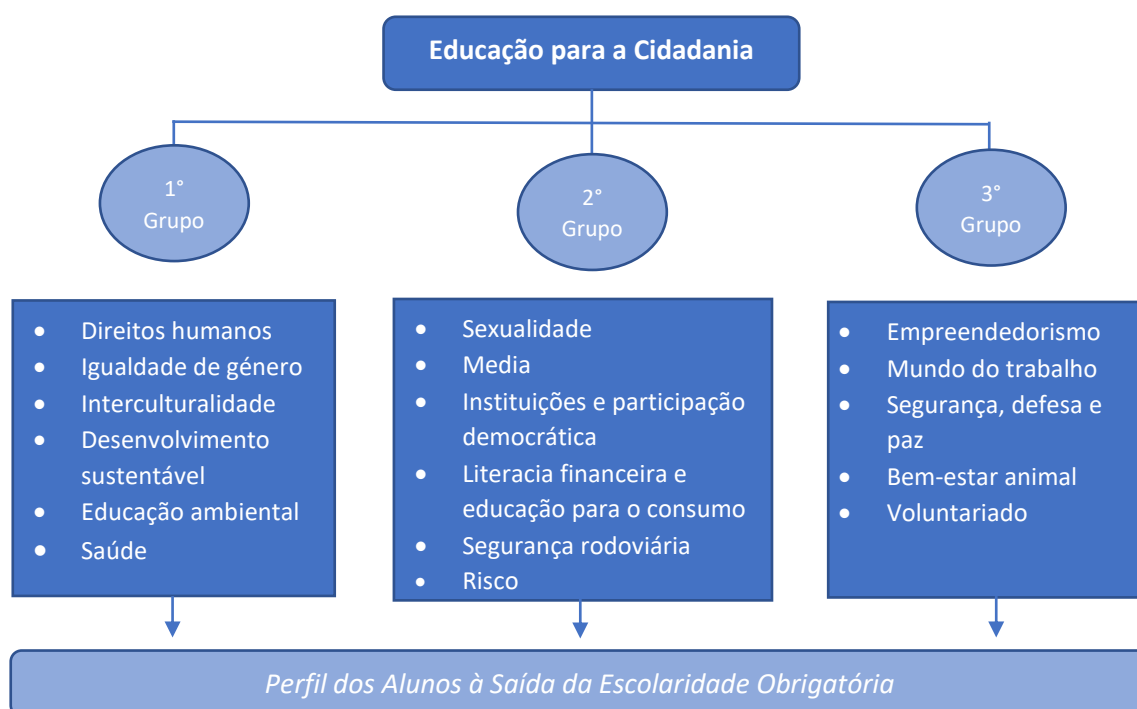 Educação para a Cidadania
1°
Grupo
2°
Grupo
3°
Grupo
• Direitos humanos
• Igualdade de género
• Interculturalidade
• Desenvolvimento
sustentável
• Educação ambiental
• Saúde
• Sexualidade
• Media
• Instituições e participação
democrática
• Literacia financeira e
educação para o consumo
• Segurança rodoviária
• Risco
• Empreendedorismo
• Mundo do trabalho
• Segurança, defesa e
paz
• Bem-estar animal
• Voluntariado
Perfil dos Alunos à Saída da Escolaridade Obrigatória